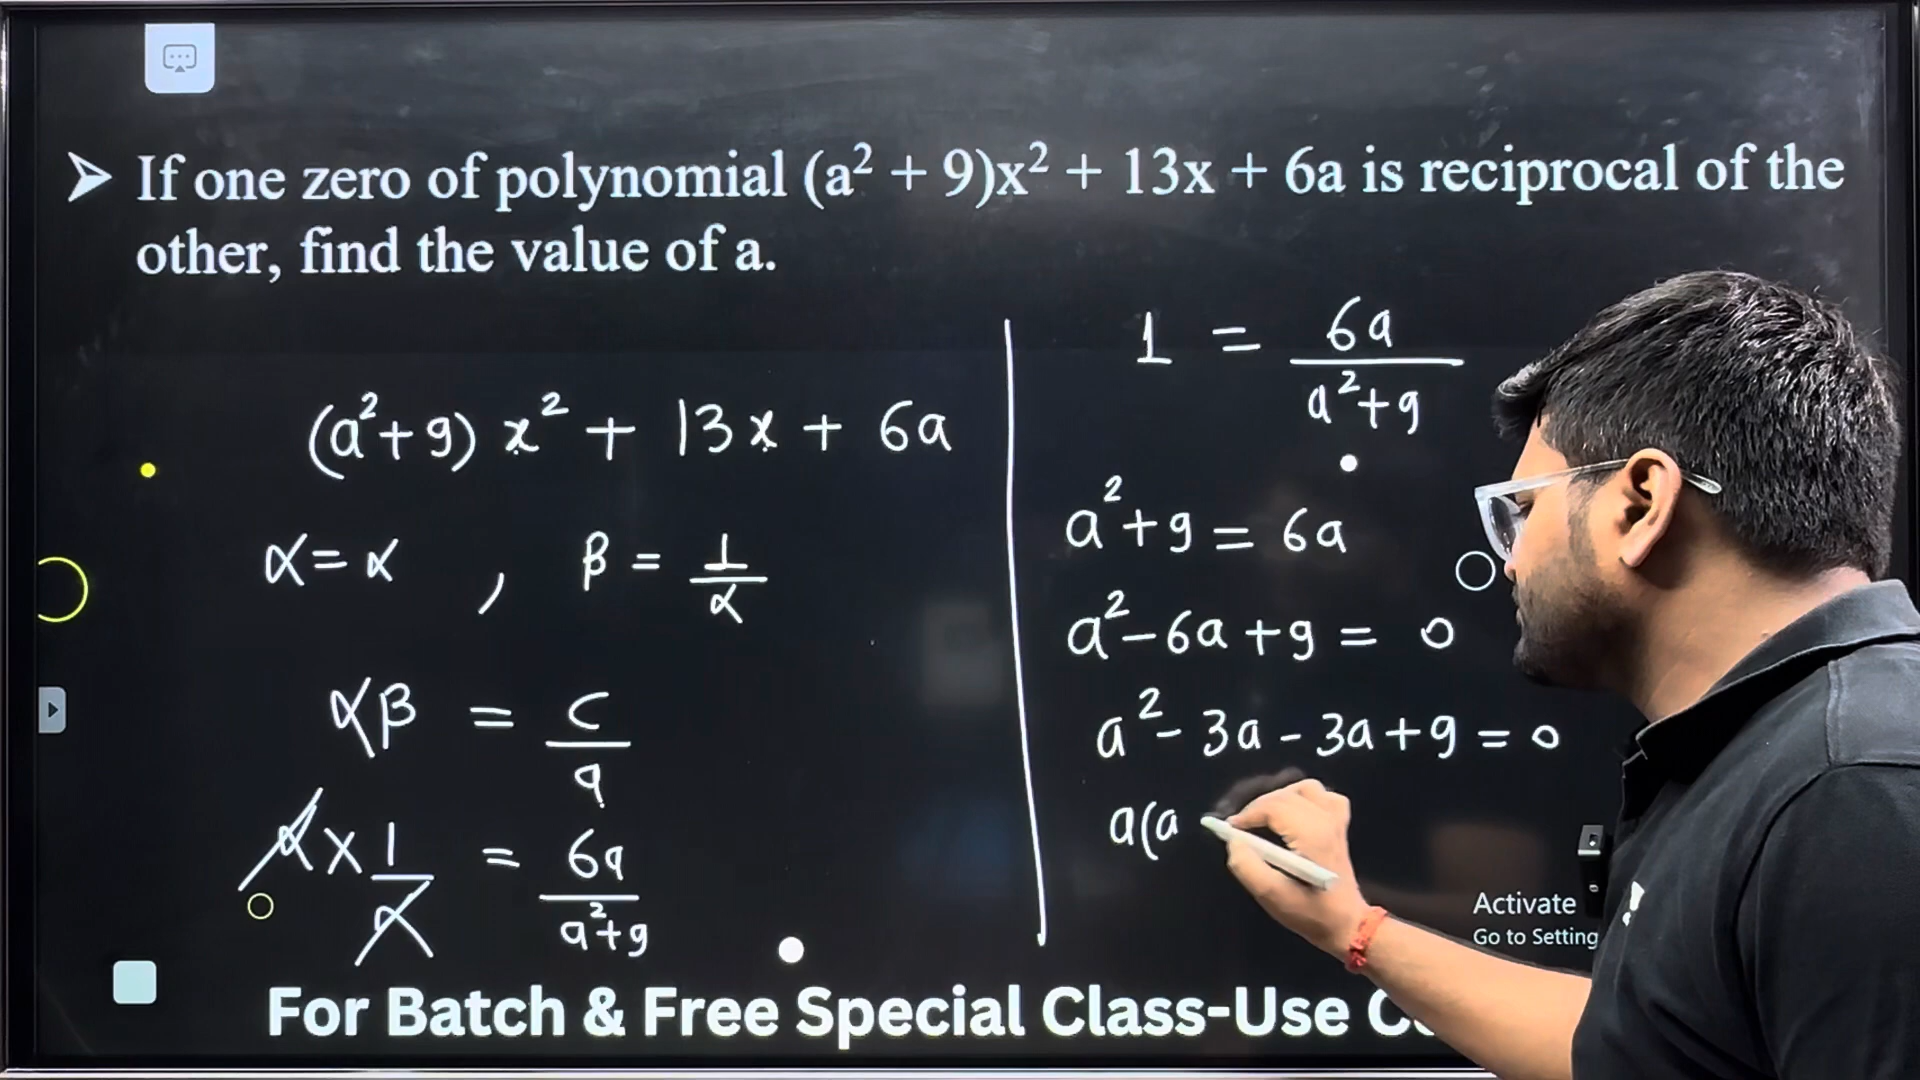 ➤ If one zero of polynomial (a² + 9)x² + 13x + 6a is reciprocal of the
other, find the value of a.
(a²+9) x² + 13x + 6a
α = α , β = 1/α
αβ = c/a
α × 1/α = 6a/(a²+9)
1 = 6a/(a²+9)
a²+9 = 6a
a²-6a+9 = 0
a²-3a-3a+9 = 0
a(a
Activate
Go to Setting
For Batch & Free Special Class-Use